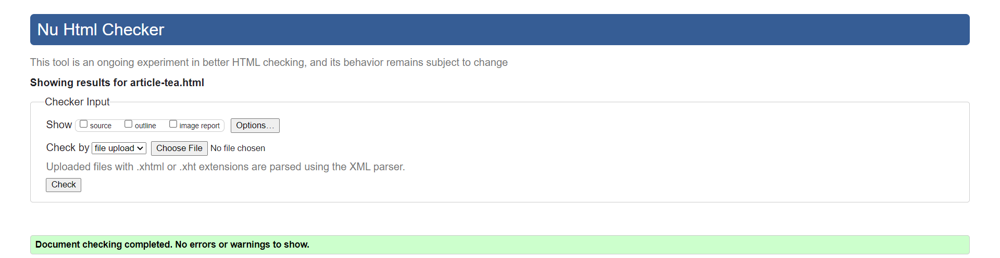 Nu Html Checker
This tool is an ongoing experiment in better HTML checking, and its behavior remains subject to change
Showing results for article-tea.html
Checker Input
Show source outline image report Options...
Check by file upload Choose File No file chosen
Uploaded files with .xhtml or .xht extensions are parsed using the XML parser.
Check
Document checking completed. No errors or warnings to show.